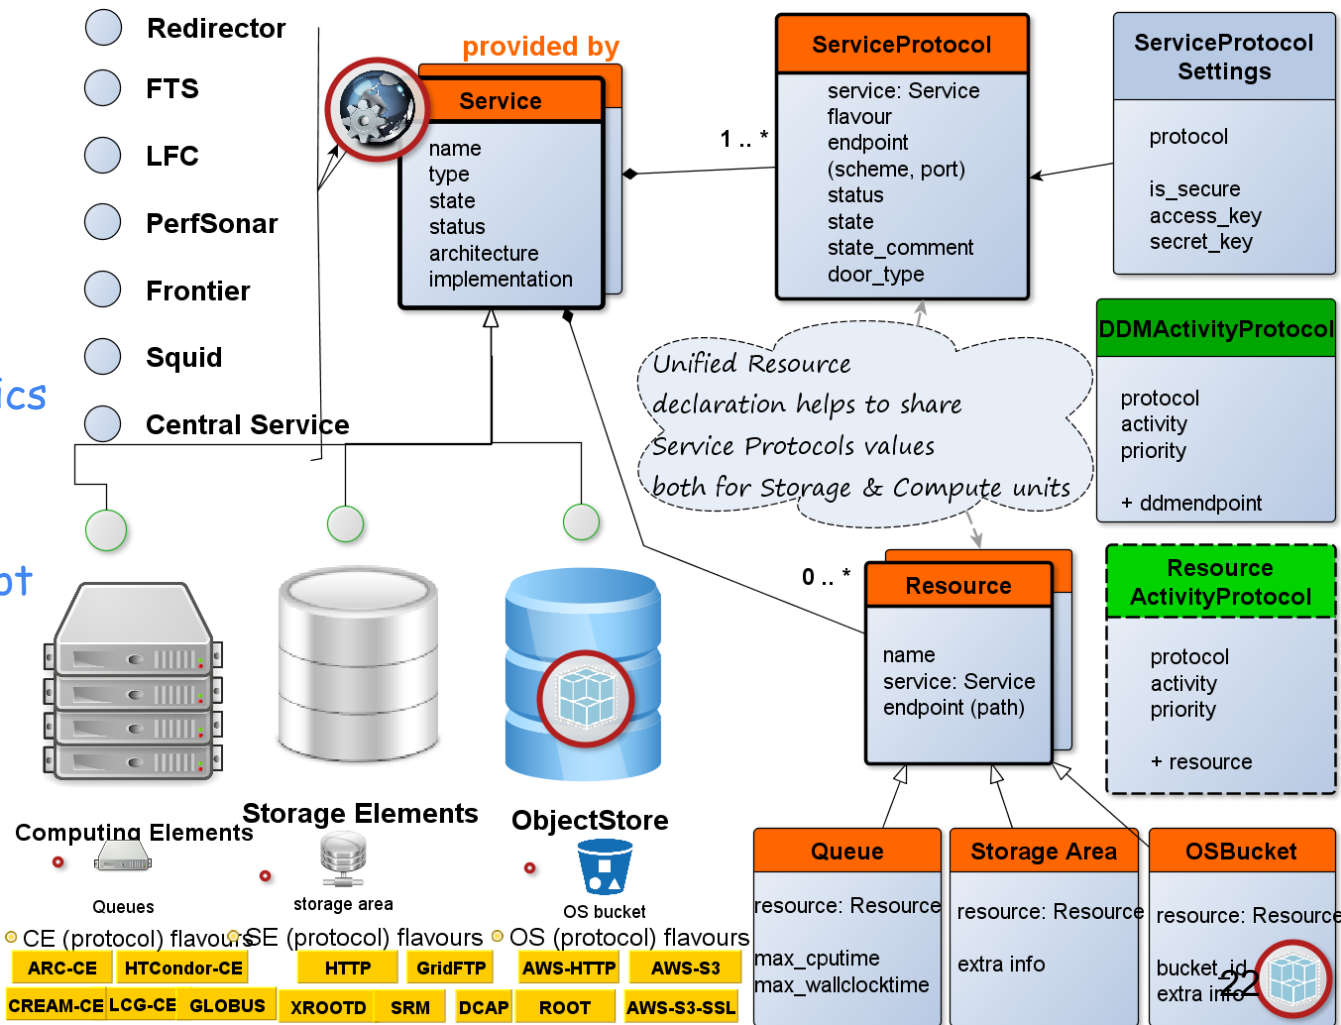 Redirector
FTS
LFC
PerfSonar
Frontier
Squid
Central Service
ics
pt
provided by
Service
name
type
state
status
architecture
implementation
1 .. *
ServiceProtocol
service: Service
flavour
endpoint
(scheme, port)
status
state
state_comment
door_type
ServiceProtocol
Settings
protocol
is_secure
access_key
secret_key
Unified Resource
declaration helps to share
Service Protocols values
both for Storage & Compute units
DDMActivityProtocol
protocol
activity
priority
+ ddmendpoint
0 .. *
Resource
name
service: Service
endpoint (path)
Resource
ActivityProtocol
protocol
activity
priority
+ resource
Computing Elements
Queues
Storage Elements
storage area
ObjectStore
OS bucket
CE (protocol) flavours
ARC-CE
HTCondor-CE
CREAM-CE
LCG-CE
GLOBUS
SE (protocol) flavours
HTTP
GridFTP
XROOTD
SRM
DCAP
OS (protocol) flavours
AWS-HTTP
AWS-S3
ROOT
AWS-S3-SSL
Queue
resource: Resource
max_cputime
max_wallclocktime
Storage Area
resource: Resource
extra info
OSBucket
resource: Resource
bucket_id
extra info
22